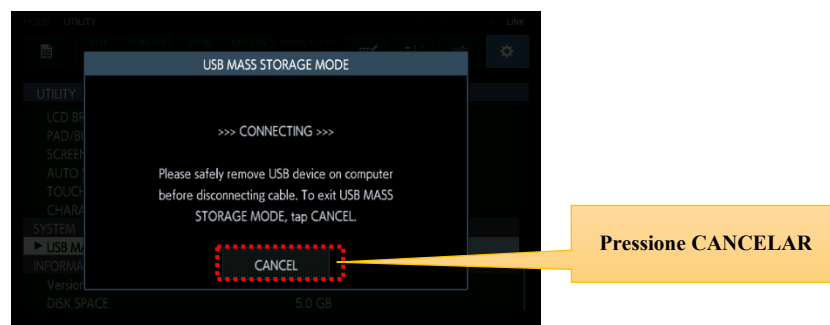 HOME > UTILITY
LINK
USB MASS STORAGE MODE
UTILITY
>>> CONNECTING >>>
LCD BR
PAD/BI
SCREEN
AUTO
TOUCH
CHARA
Please safely remove USB device on computer
before disconnecting cable. To exit USB MASS
STORAGE MODE, tap CANCEL.
SYSTEM
USB MA
INFORMA
CANCEL
Version
DISK SPACE 5.0 GB
Pressione CANCELAR